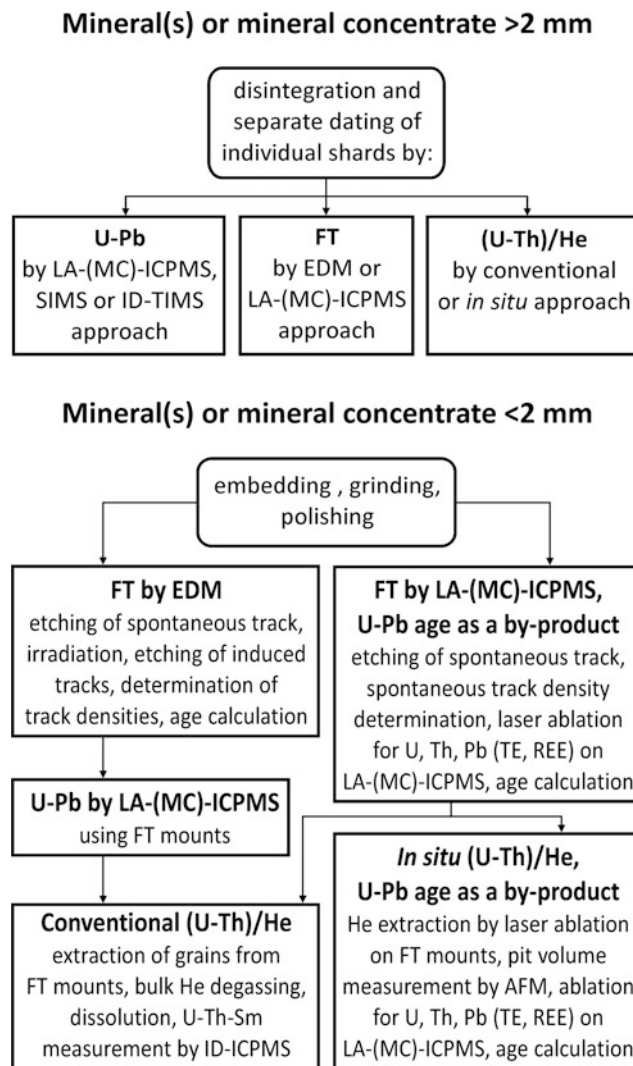 Mineral(s) or mineral concentrate >2 mm
disintegration and
separate dating of
individual shards by:
U-Pb
by LA-(MC)-ICPMS,
SIMS or ID-TIMS
approach
FT
by EDM or
LA-(MC)-ICPMS
approach
(U-Th)/He
by conventional
or in situ approach
Mineral(s) or mineral concentrate <2 mm
embedding , grinding,
polishing
FT by EDM
etching of spontaneous track,
irradiation, etching of induced
tracks, determination of
track densities, age calculation
FT by LA-(MC)-ICPMS,
U-Pb age as a by-product
etching of spontaneous track,
spontaneous track density
determination, laser ablation
for U, Th, Pb (TE, REE) on
LA-(MC)-ICPMS, age calculation
U-Pb by LA-(MC)-ICPMS
using FT mounts
Conventional (U-Th)/He
extraction of grains from
FT mounts, bulk He degassing,
dissolution, U-Th-Sm
measurement by ID-ICPMS
In situ (U-Th)/He,
U-Pb age as a by-product
He extraction by laser ablation
on FT mounts, pit volume
measurement by AFM, ablation
for U, Th, Pb (TE, REE) on
LA-(MC)-ICPMS, age calculation